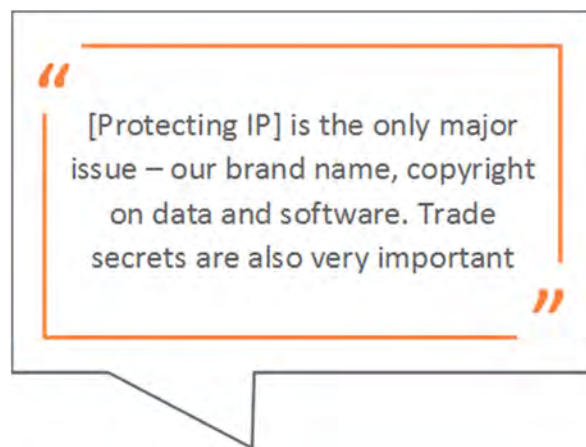 “
[Protecting IP] is the only major
issue – our brand name, copyright
on data and software. Trade
secrets are also very important
”